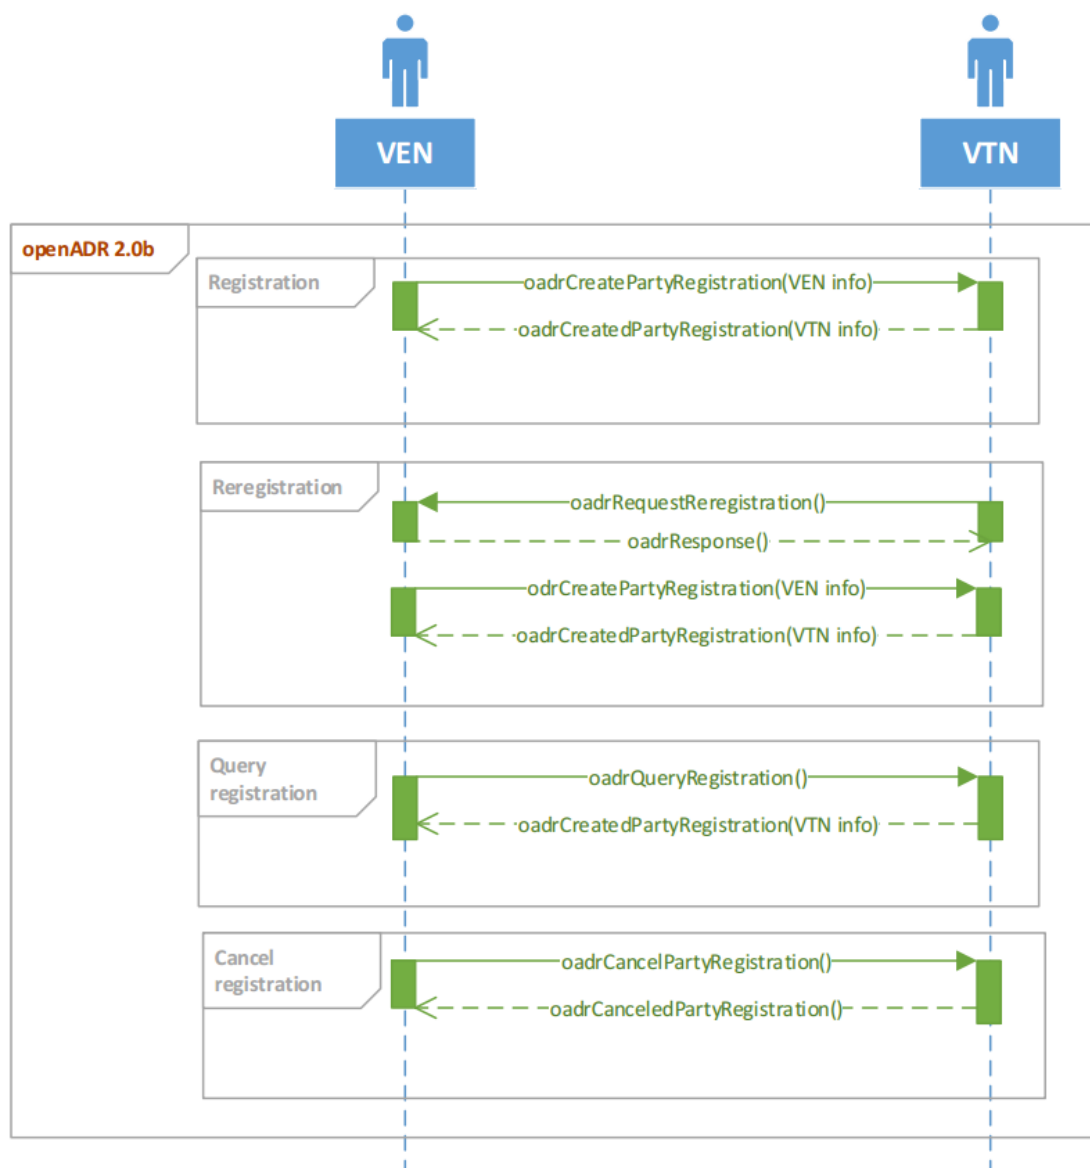 VEN
VTN
openADR 2.0b
Registration
oadrCreatePartyRegistration(VEN info)
oadrCreatedPartyRegistration(VTN info)
Reregistration
oadrRequestReregistration()
oadrResponse()
odrCreatePartyRegistration(VEN info)
oadrCreatedPartyRegistration(VTN info)
Query
registration
oadrQueryRegistration()
oadrCreatedPartyRegistration(VTN info)
Cancel
registration
oadrCancelPartyRegistration()
oadrCanceledPartyRegistration()